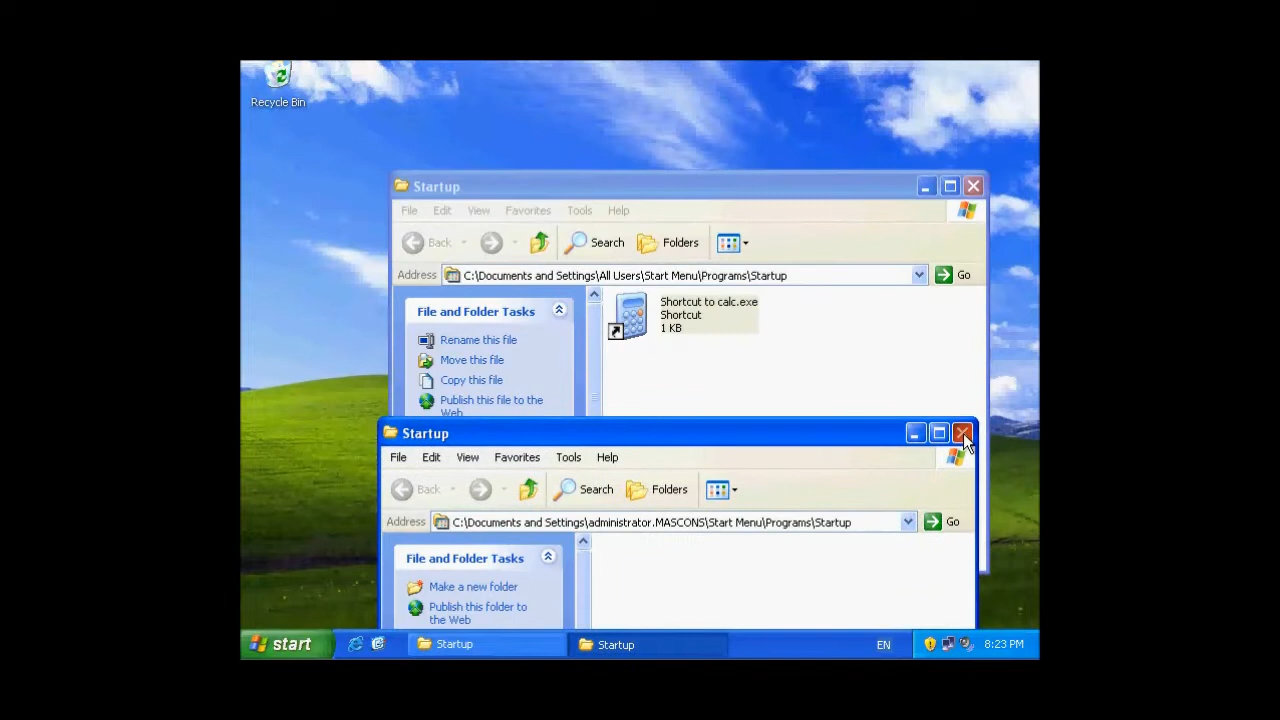 Recycle Bin
Startup
File Edit View Favorites Tools Help
Back Search Folders
Address C:\Documents and Settings\All Users\Start Menu\Programs\Startup Go
File and Folder Tasks
Rename this file
Move this file
Copy this file
Publish this file to the
Web
Shortcut to calc.exe
Shortcut
1 KB
Startup
File Edit View Favorites Tools Help
Back Search Folders
Address C:\Documents and Settings\administrator.MASCONS\Start Menu\Programs\Startup Go
File and Folder Tasks
Make a new folder
Publish this folder to
the Web
start Startup Startup EN 8:23 PM